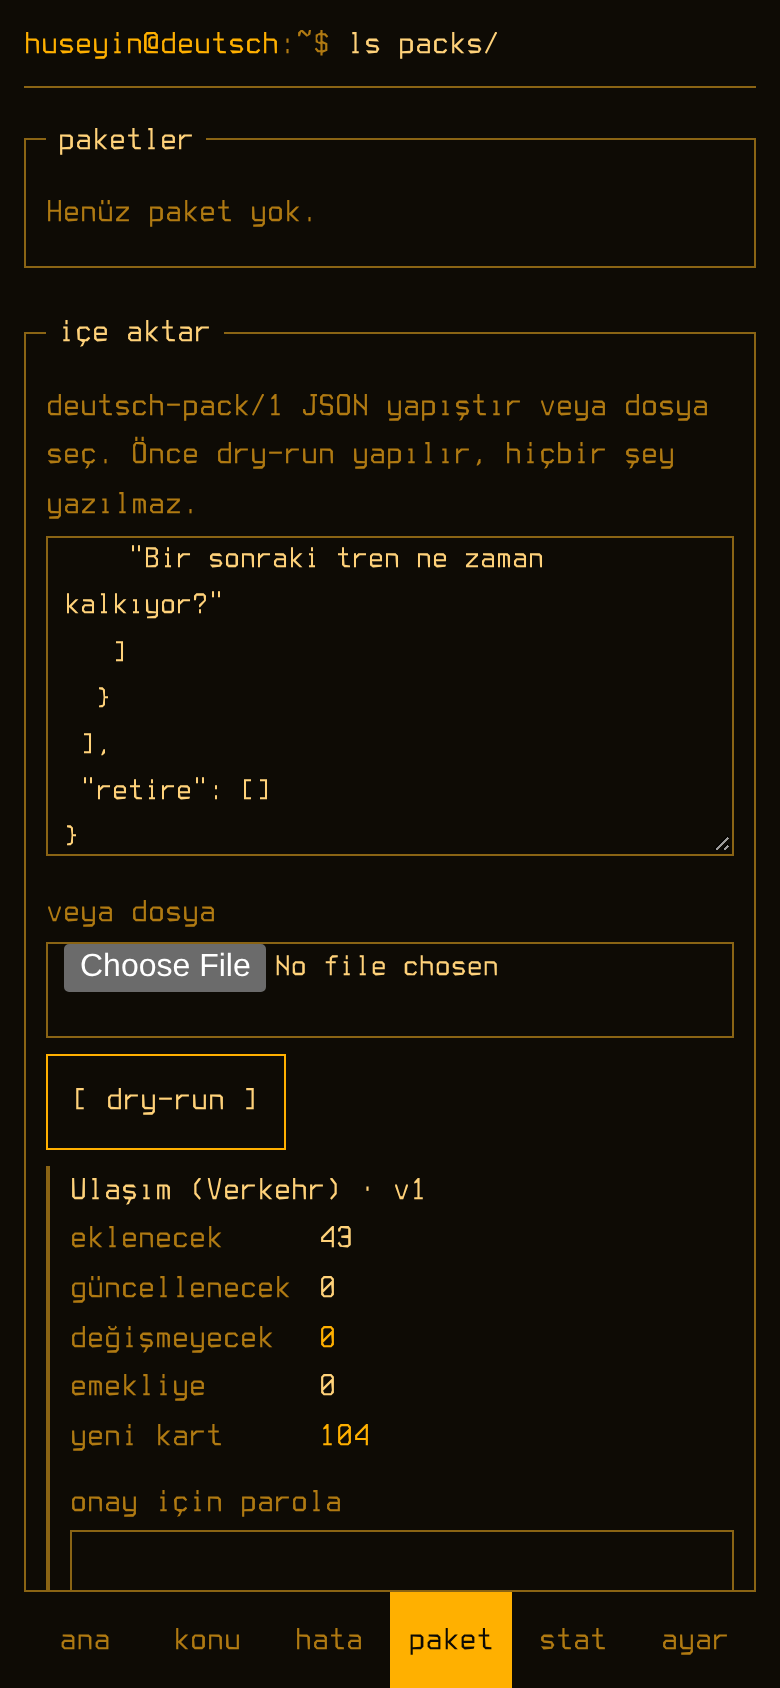 huseyin@deutsch:~$ ls packs/
paketler
Henüz paket yok.
içe aktar
deutsch-pack/1 JSON yapıştır veya dosya
seç. Önce dry-run yapılır, hiçbir şey
yazılmaz.
"Bir sonraki tren ne zaman
kalkıyor?"
]
}
],
"retire": []
}
veya dosya
Choose File No file chosen
[ dry-run ]
Ulaşım (Verkehr) · v1
eklenecek 43
güncellenecek 0
değişmeyecek 0
emekliye 0
yeni kart 104
onay için parola
ana konu hata paket stat ayar